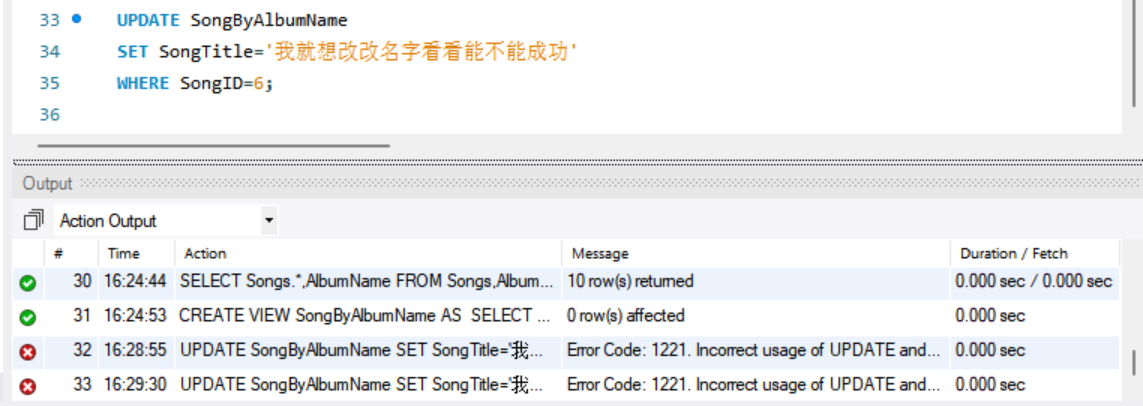 33 UPDATE SongByAlbumName
34 SET SongTitle='我就想改改名字看看能不能成功'
35 WHERE SongID=6;
36
Output
Action Output
# Time Action Message Duration / Fetch
30 16:24:44 SELECT Songs.*,AlbumName FROM Songs,Album... 10 row(s) returned 0.000 sec / 0.000 sec
31 16:24:53 CREATE VIEW SongByAlbumName AS SELECT ... 0 row(s) affected 0.000 sec
32 16:28:55 UPDATE SongByAlbumName SET SongTitle='我... Error Code: 1221. Incorrect usage of UPDATE and... 0.000 sec
33 16:29:30 UPDATE SongByAlbumName SET SongTitle='我... Error Code: 1221. Incorrect usage of UPDATE and... 0.000 sec